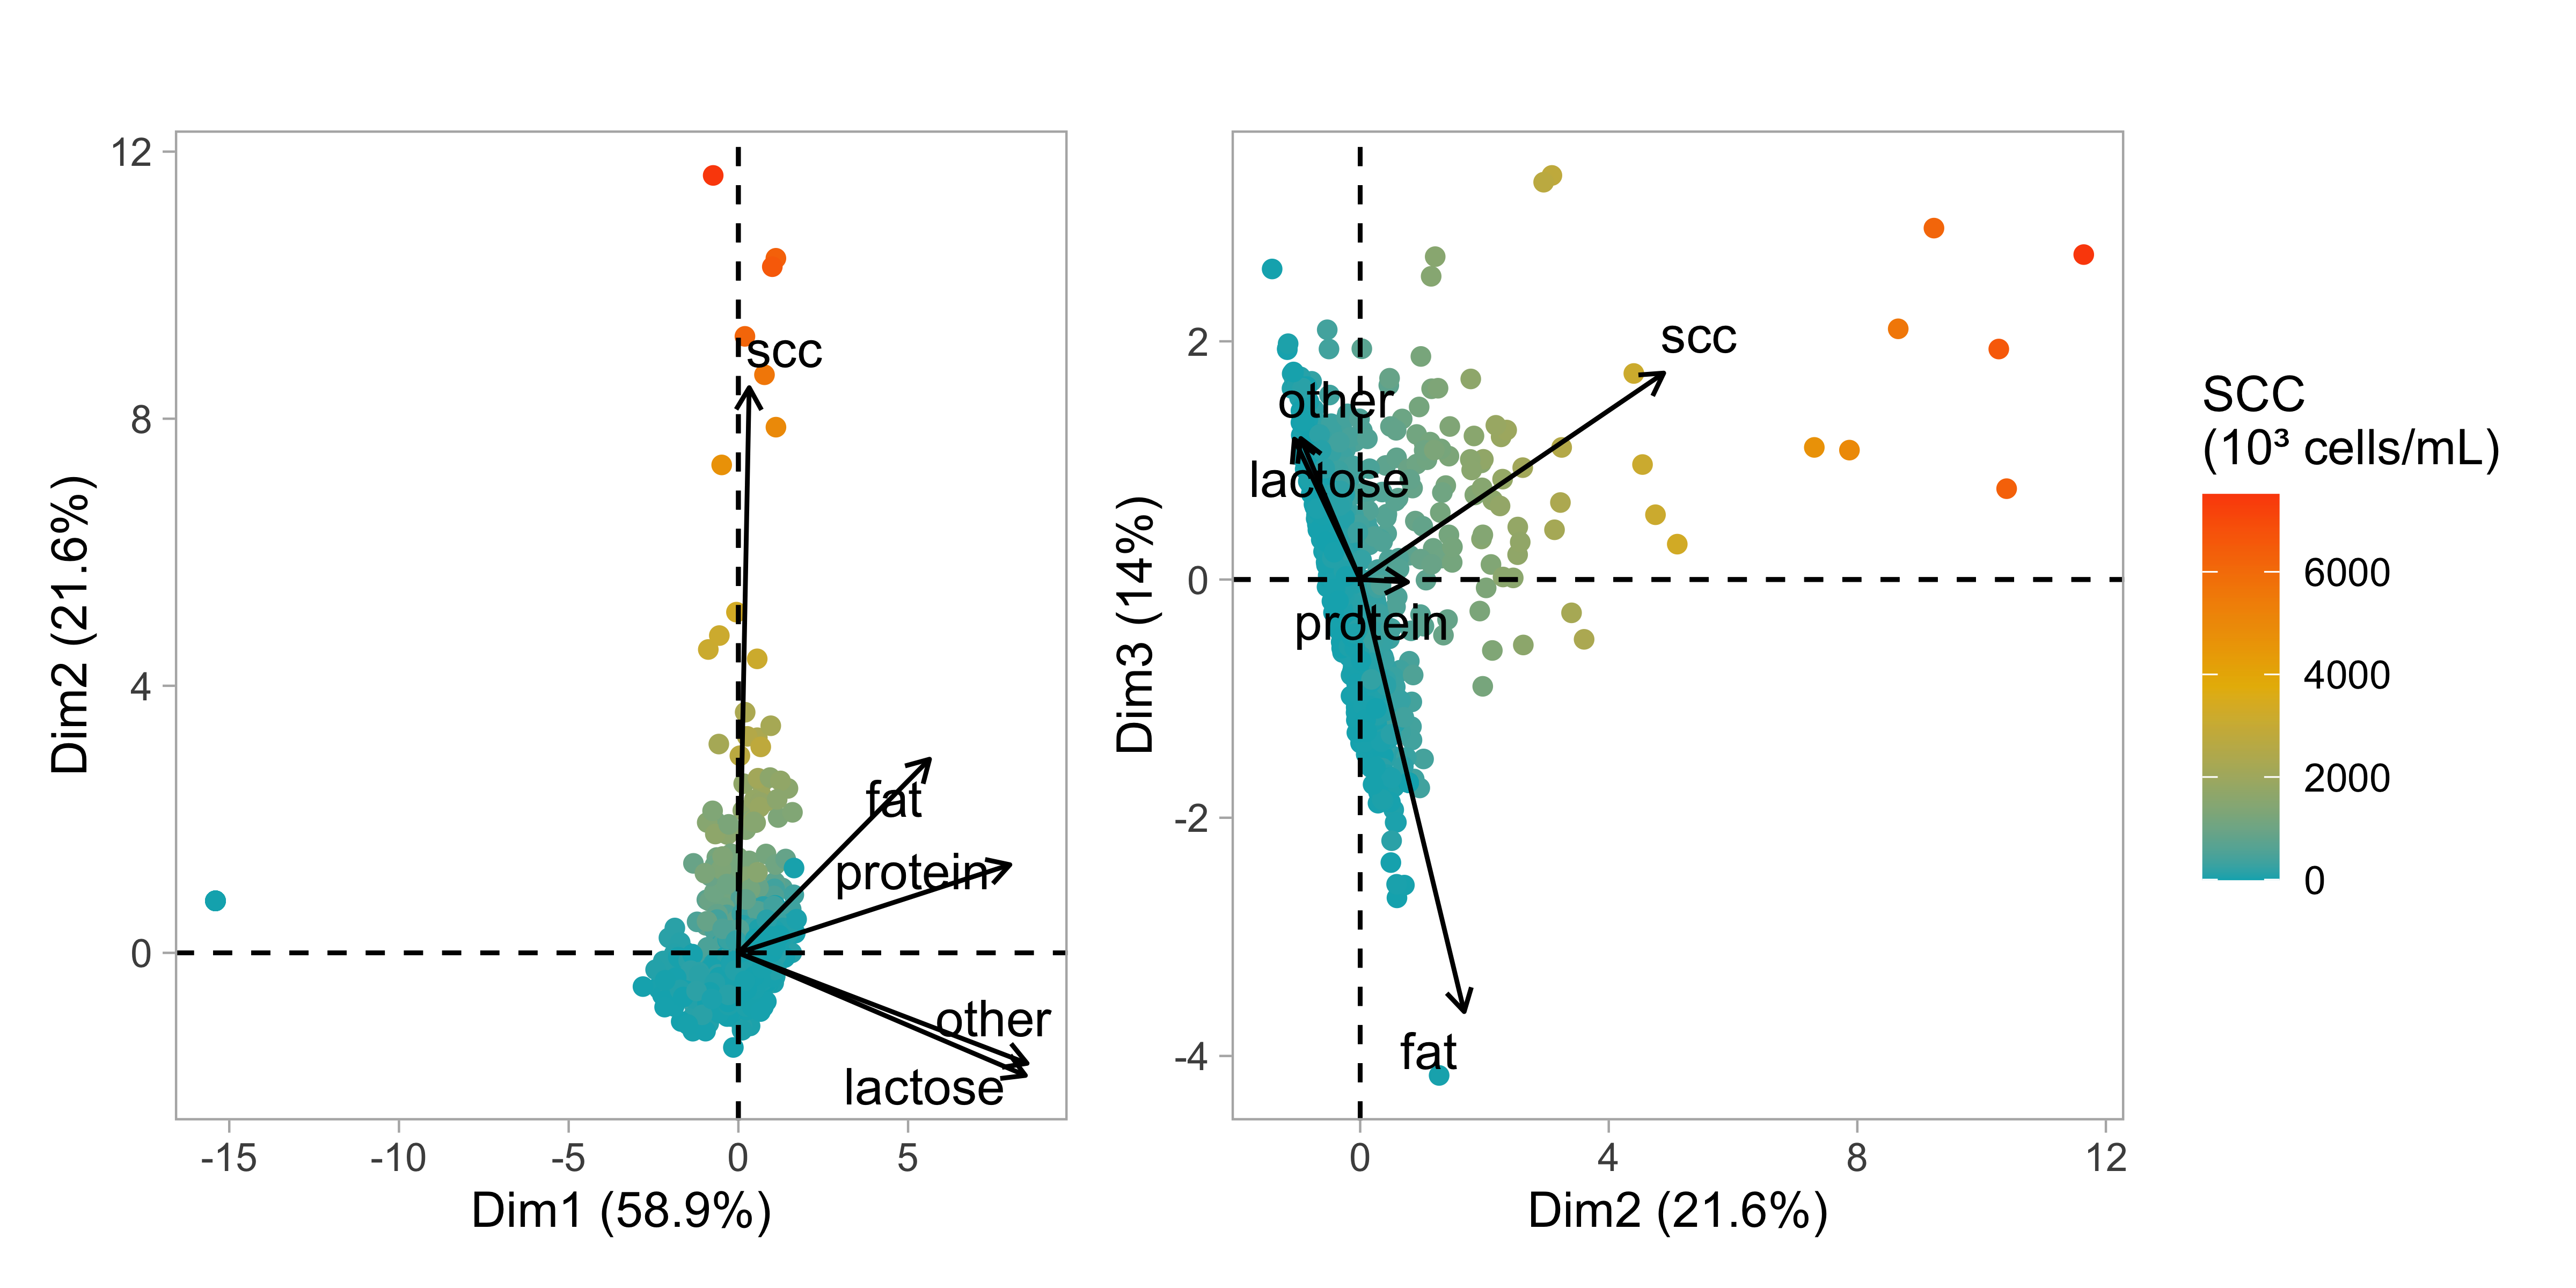 12
8
4
0
-15
-10
-5
0
5
Dim1 (58.9%)
Dim2 (21.6%)
scc
fat
protein
other
lactose
2
0
-2
-4
0
4
8
12
Dim2 (21.6%)
Dim3 (14%)
scc
other
lactose
protein
fat
SCC
(10³ cells/mL)
6000
4000
2000
0